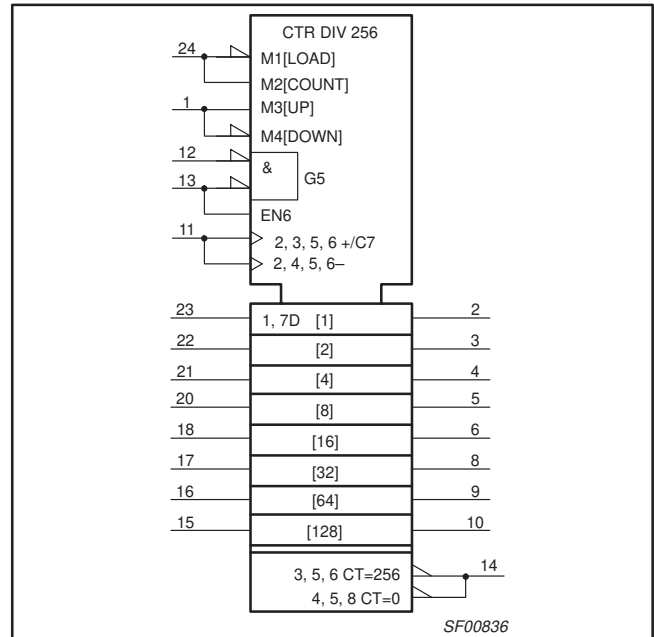 CTR DIV 256
24
M1[LOAD]
M2[COUNT]
1
M3[UP]
M4[DOWN]
12
&
G5
13
EN6
11
2, 3, 5, 6 +/C7
2, 4, 5, 6–
23
1, 7D [1]
2
22
[2]
3
21
[4]
4
20
[8]
5
18
[16]
6
17
[32]
8
16
[64]
9
15
[128]
10
3, 5, 6 CT=256
14
4, 5, 8 CT=0
SF00836